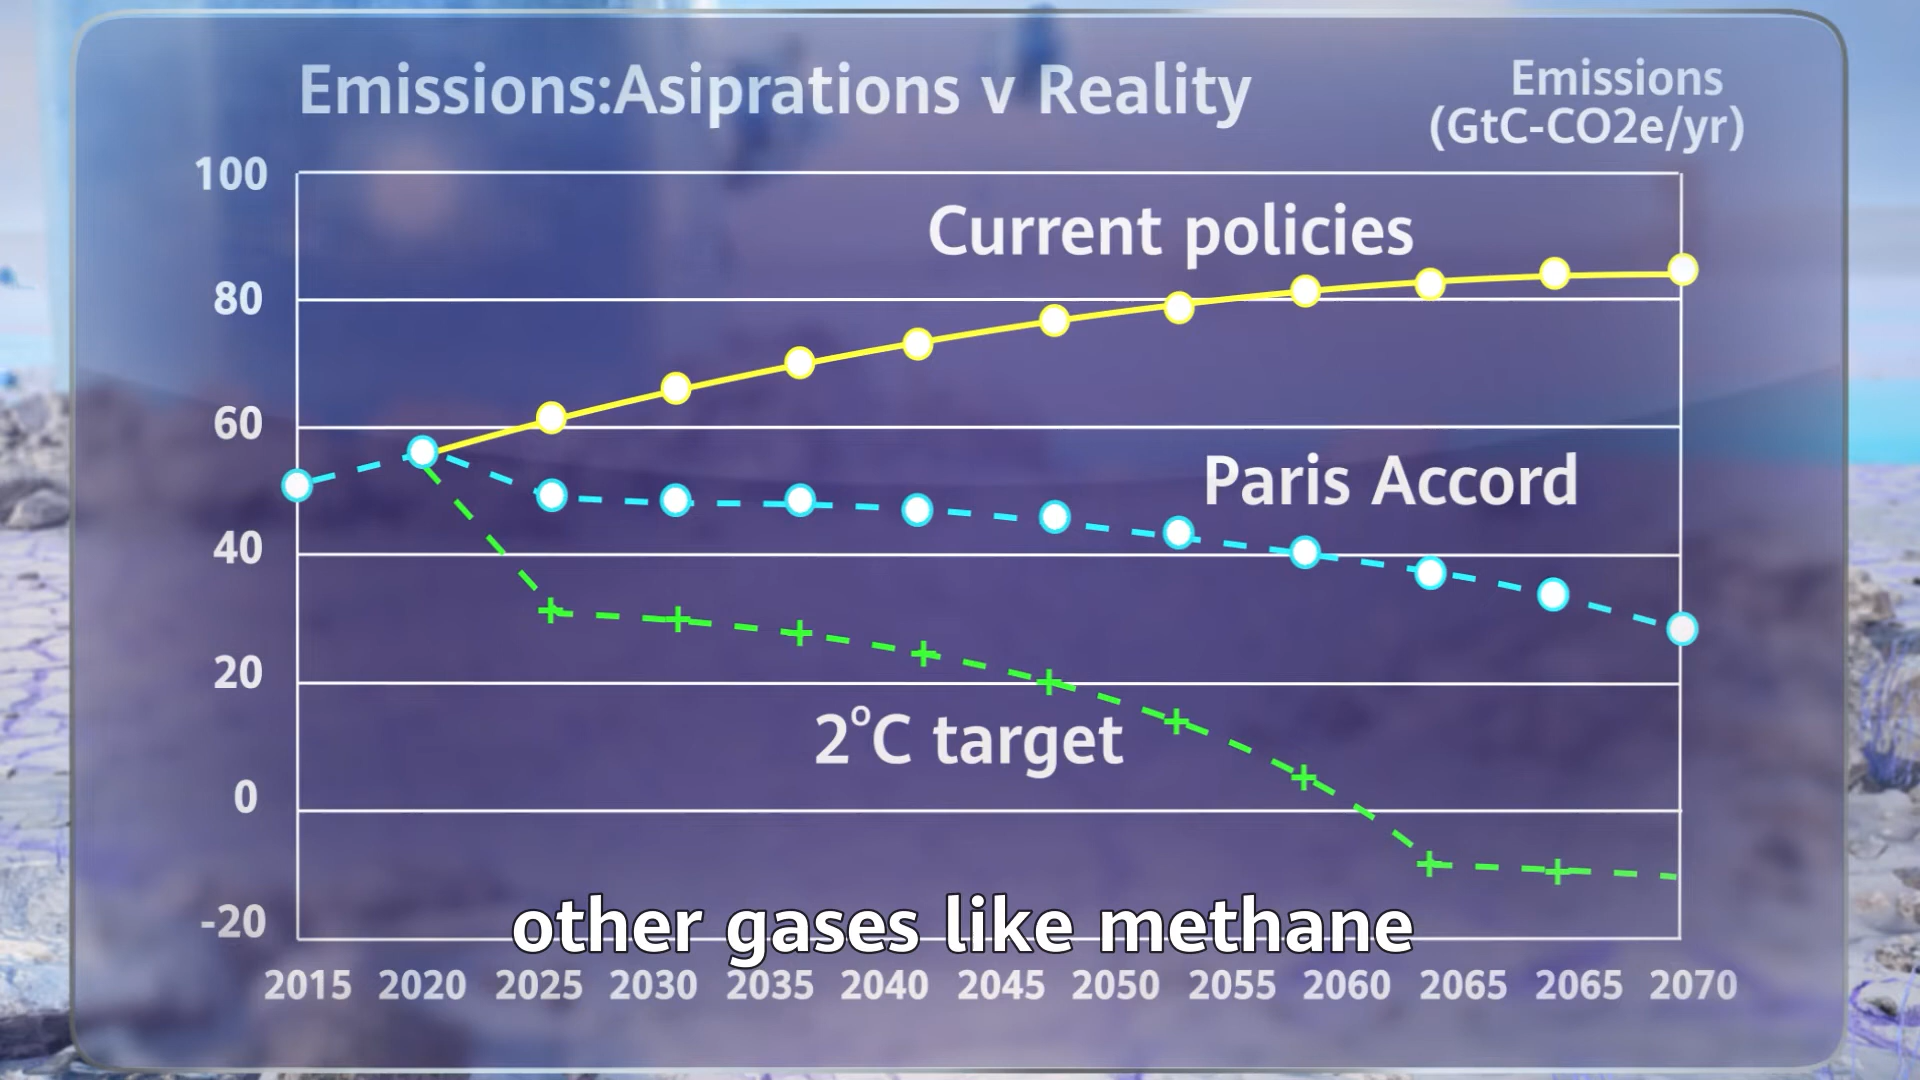 Emissions:Asiprations v Reality
Emissions
(GtC-CO2e/yr)
100
80
60
40
20
0
-20
Current policies
Paris Accord
2°C target
other gases like methane
2015 2020 2025 2030 2035 2040 2045 2050 2055 2060 2065 2065 2070